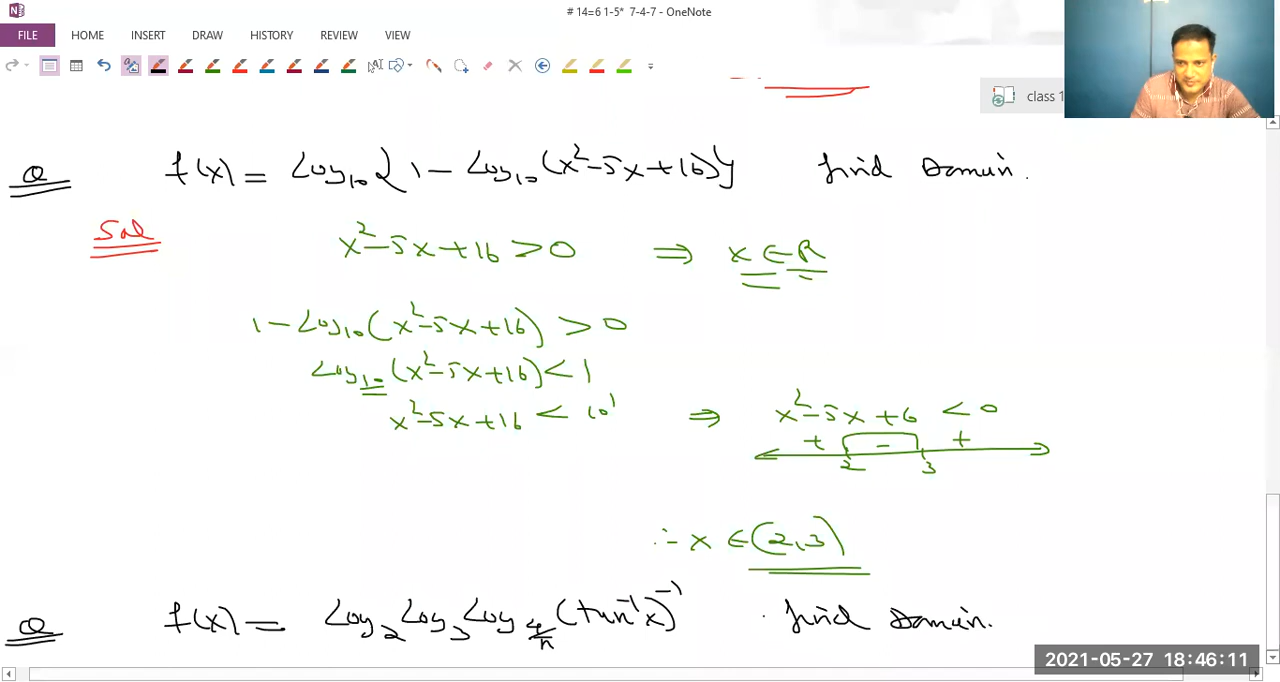 # 14=6 1-5* 7-4-7 - OneNote
FILE HOME INSERT DRAW HISTORY REVIEW VIEW
class 1
Q f(x) = Log₁₀{1 - Log₁₀(x²-5x+16)} find Domain.
Sol x²-5x+16 > 0 ⇒ x ∈ R
1 - Log₁₀(x²-5x+16) > 0
Log₁₀(x²-5x+16) < 1
x²-5x+16 < 10¹ ⇒ x²-5x+6 < 0
+ - +
2 3
∴ x ∈ (2,3)
Q f(x) = Log₂ Log₃ Log_{4/π} (tan⁻¹x)⁻¹ . find Domain.
2021-05-27 18:46:11